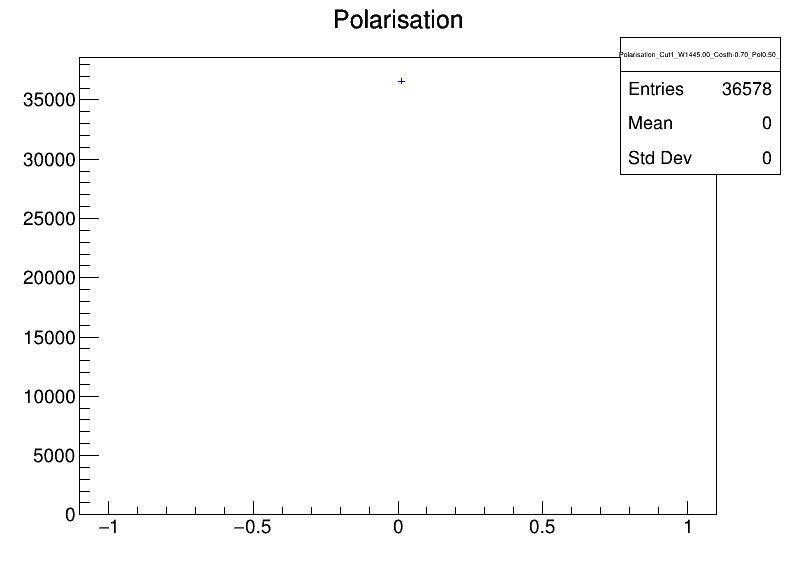 Polarisation
Polarisation_Cut1_W1445.00_Costh-0.70_Pol0.50_
Entries 36578
Mean 0
Std Dev 0
35000
30000
25000
20000
15000
10000
5000
0
−1 −0.5 0 0.5 1